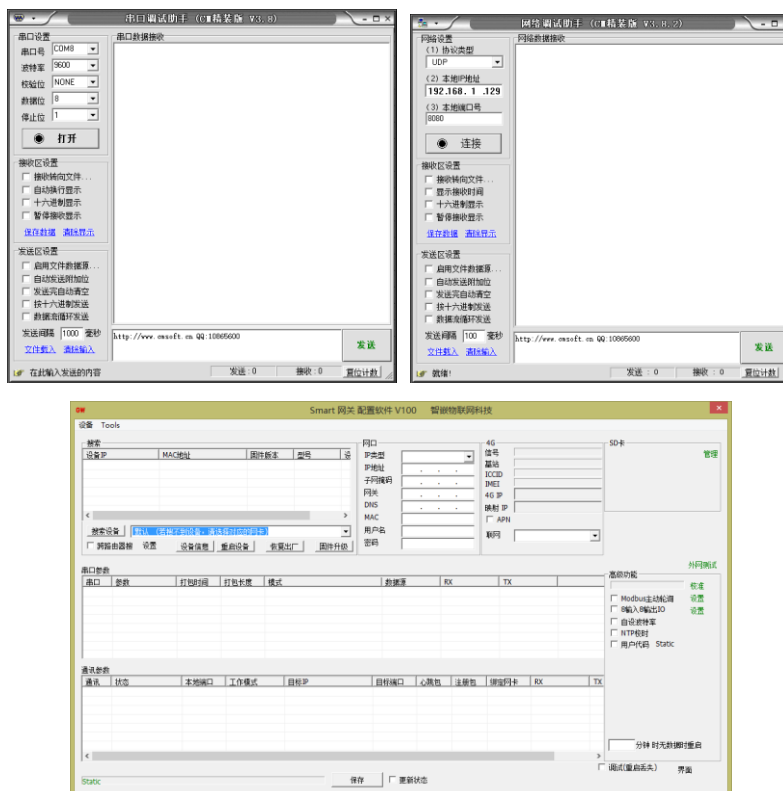 串口调试助手 (CM精装版 V3.8)
串口设置
串口号 COM8
波特率 9600
校验位 NONE
数据位 8
停止位 1
打开
接收区设置
接收转向文件...
自动换行显示
十六进制显示
暂停接收显示
保存数据 清除显示
发送区设置
启用文件数据源...
自动发送附加位
发送完自动清空
按十六进制发送
数据流循环发送
发送间隔 1000 毫秒
文件载入 清除输入
串口数据接收
http://www.cmsoft.cn QQ:10865600
发送
在此输入发送的内容 发送:0 接收:0 复位计数
网络调试助手 (CM精装版 V3.8.2)
网络设置
(1) 协议类型
UDP
(2) 本地IP地址
192.168. 1 .129
(3) 本地端口号
8080
连接
接收区设置
接收转向文件...
显示接收时间
十六进制显示
暂停接收显示
保存数据 清除显示
发送区设置
启用文件数据源...
自动发送附加位
发送完自动清空
按十六进制发送
数据流循环发送
发送间隔 100 毫秒
文件载入 清除输入
网络数据接收
http://www.cmsoft.cn QQ:10865600
发送
就绪! 发送 : 0 接收 : 0 复位计数
Smart 网关 配置软件 V100 智嵌物联网科技
设备 Tools
搜索
设备IP MAC地址 固件版本 型号 设
搜索设备 默认 (若搜不到设备,请选择对应的网卡)
跨路由器搜 设置 设备信息 重启设备 恢复出厂 固件升级
网口
IP类型
IP地址
子网掩码
网关
DNS
MAC
用户名
密码
4G
信号
基站
ICCID
IMEI
4G IP
映射 IP
APN
联网
SD卡
管理
外网测试
串口参数
串口 参数 打包时间 打包长度 模式 数据源 RX TX
高级功能
校准
Modbus主动轮询 设置
8输入8输出IO 设置
自设波特率
NTP校时
用户代码 Static
通讯参数
通讯 状态 本地端口 工作模式 目标IP 目标端口 心跳包 注册包 绑定网卡 RX TX
分钟 时无数据时重启
调试(重启丢失) 界面
Static 保存 更新状态